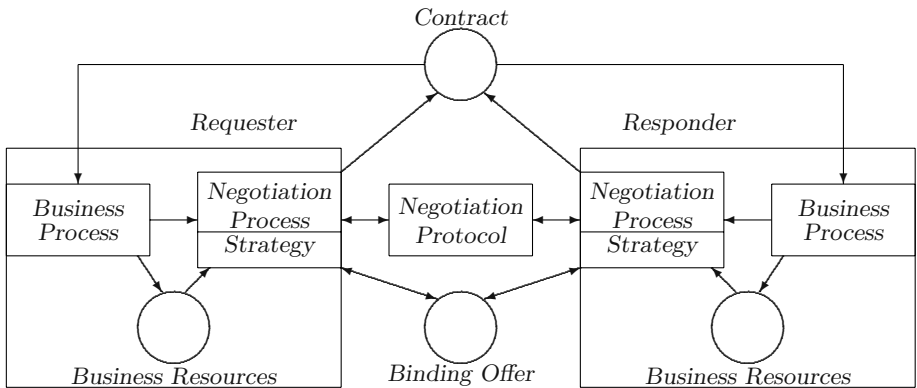 Contract
Requester
Responder
Business
Process
Negotiation
Process
Strategy
Negotiation
Protocol
Negotiation
Process
Strategy
Business
Process
Business Resources
Binding Offer
Business Resources